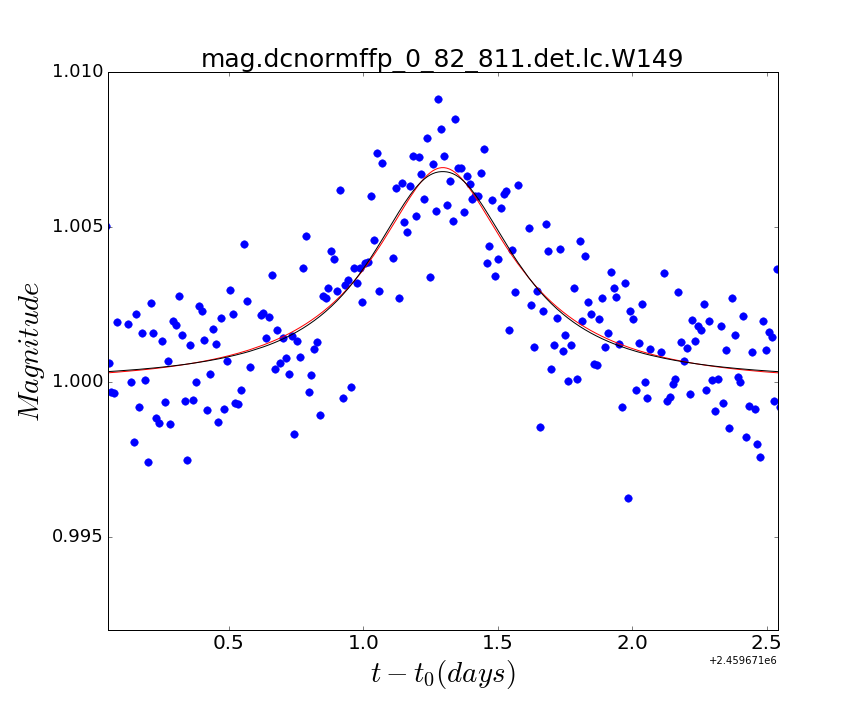 mag.dcnormffp_0_82_811.det.lc.W149
1.010
1.005
1.000
0.995
Magnitude
0.5 1.0 1.5 2.0 2.5
+2.459671e6
t − t₀(days)